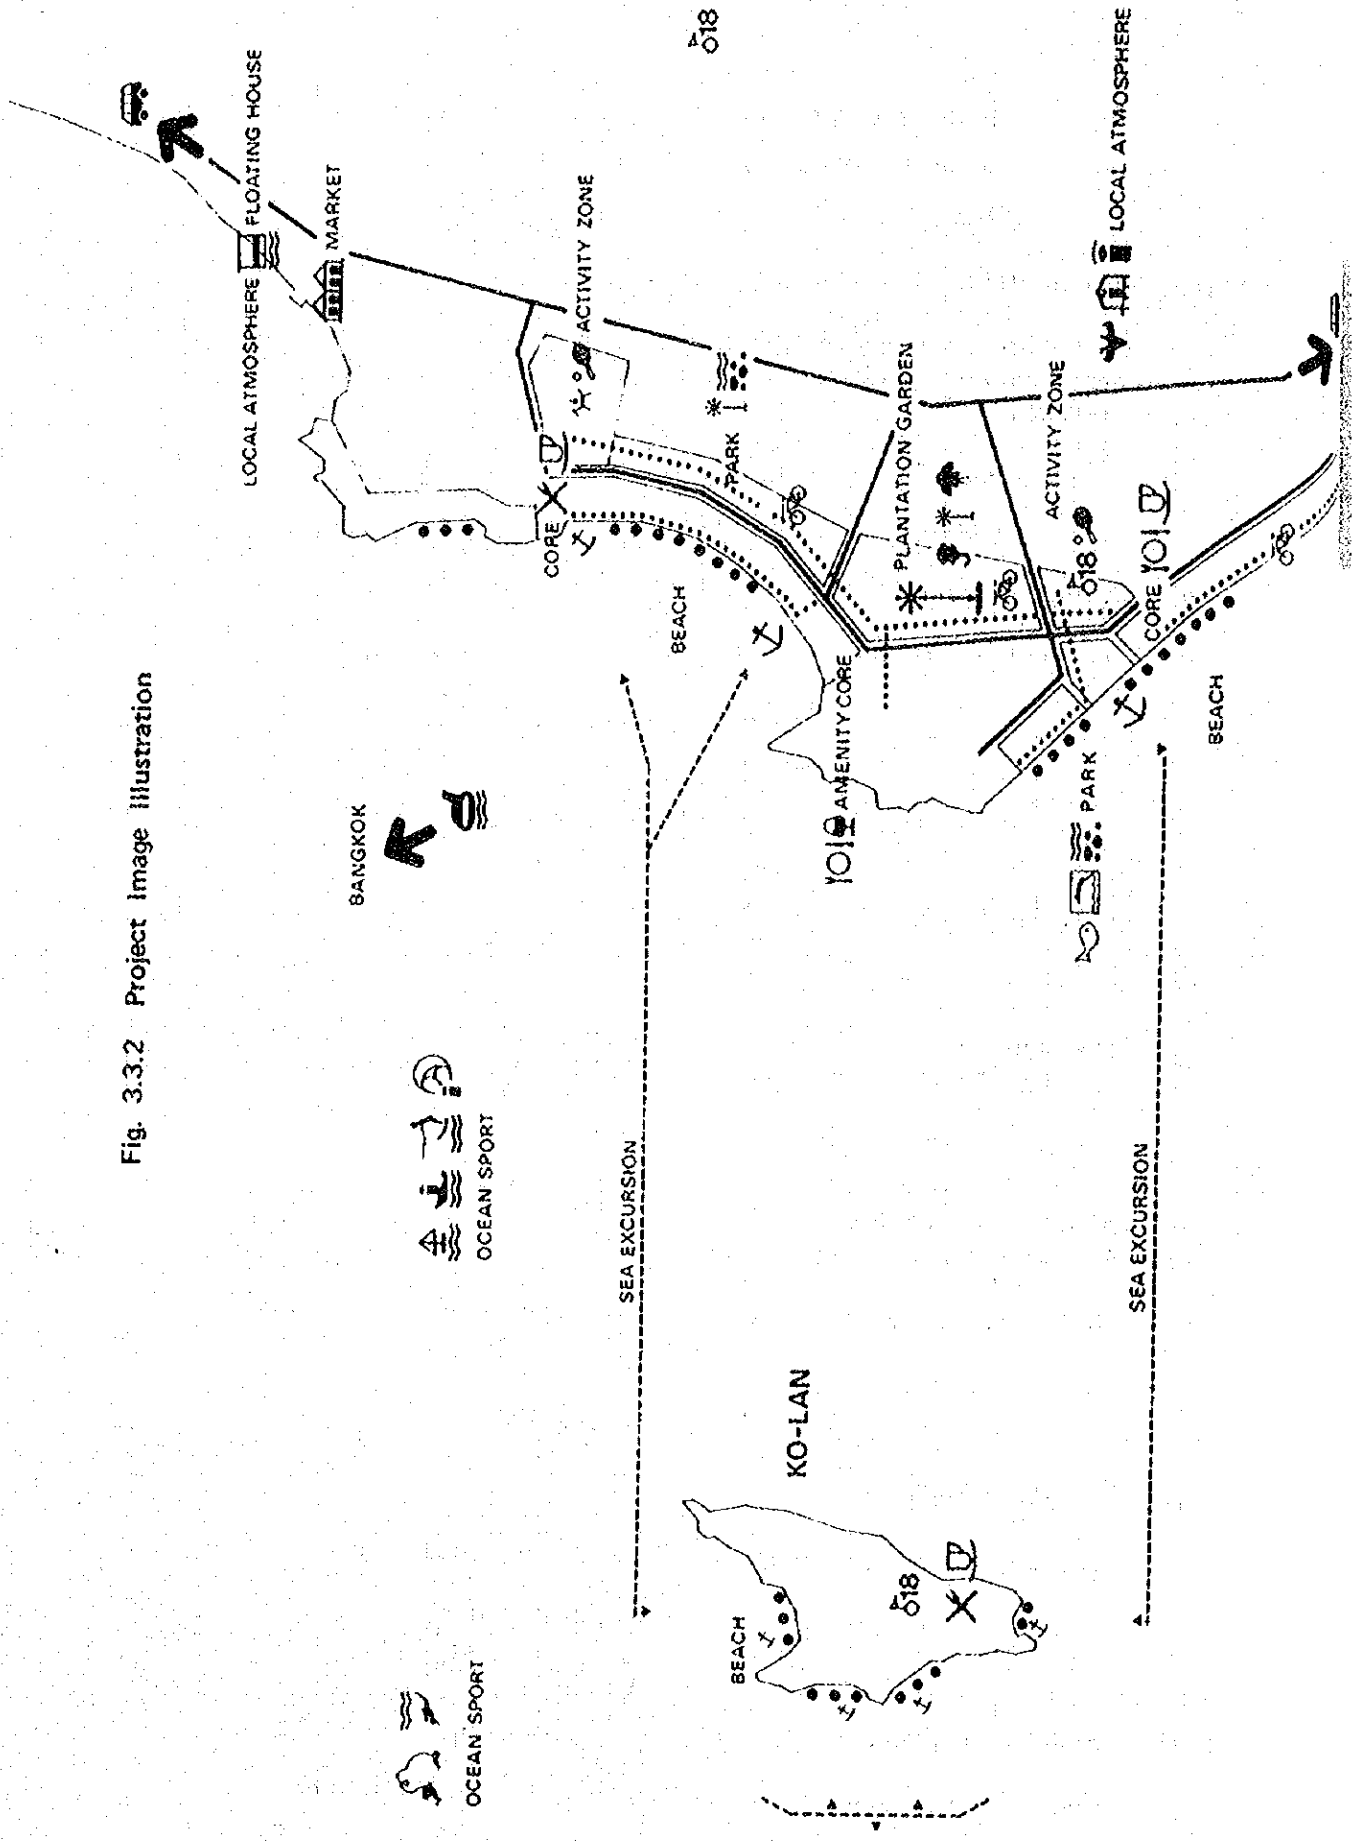 Fig. 3.3.2 Project Image Illustration
BANGKOK
OCEAN SPORT
OCEAN SPORT
LOCAL ATMOSPHERE
FLOATING HOUSE
MARKET
ACTIVITY ZONE
CORE
PARK
BEACH
SEA EXCURSION
KO-LAN
BEACH
18
18
AMENITY CORE
PLANTATION GARDEN
ACTIVITY ZONE
18
CORE
LOCAL ATMOSPHERE
PARK
BEACH
SEA EXCURSION